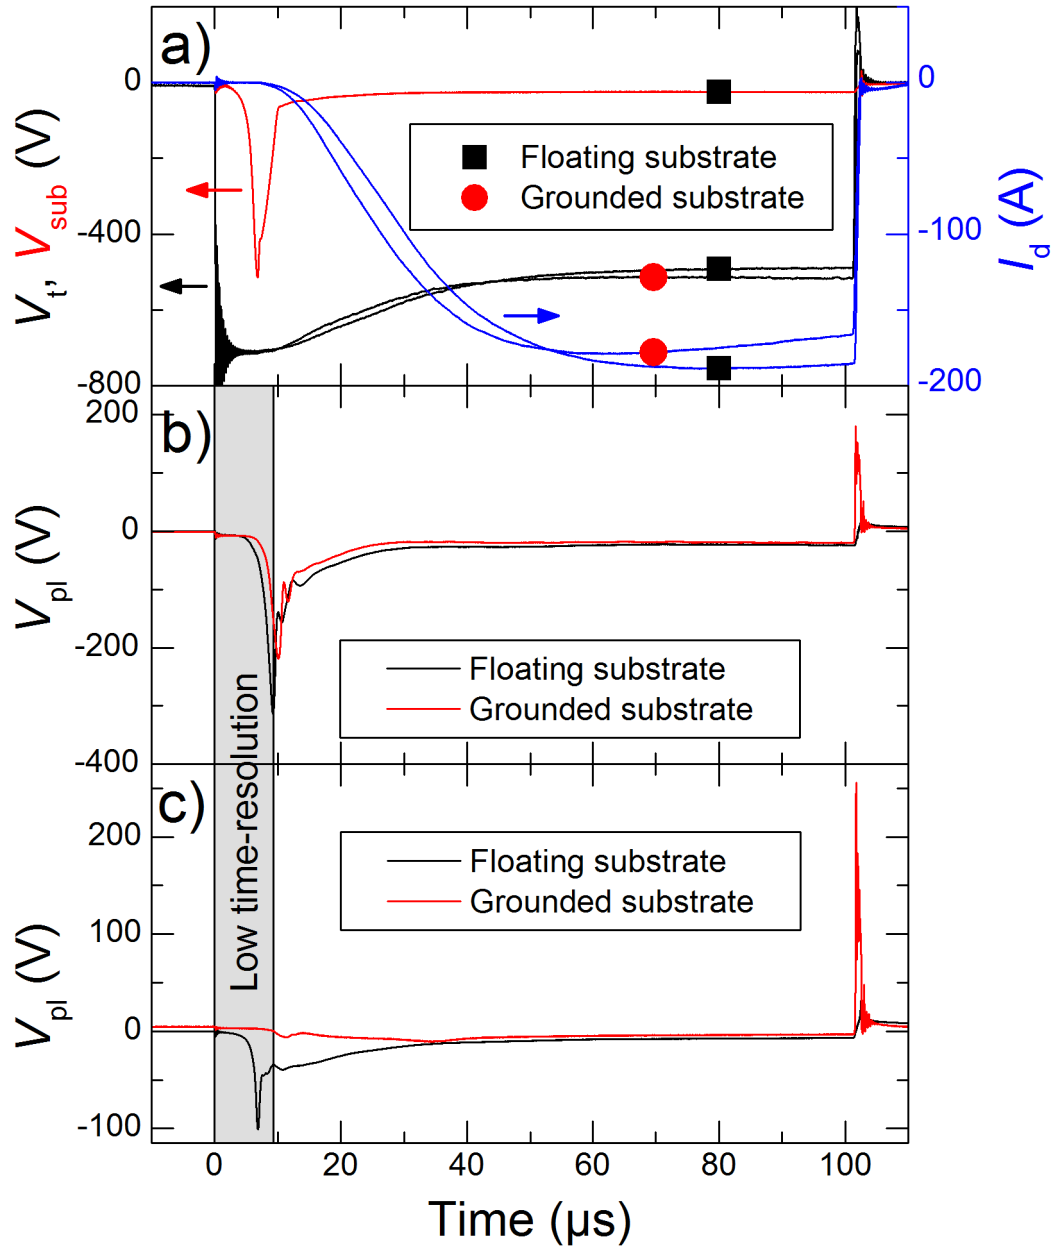 a)
0
-400
-800
Vt, Vsub (V)
0
-100
-200
Id (A)
Floating substrate
Grounded substrate
b)
200
0
-200
-400
Vpl (V)
Floating substrate
Grounded substrate
Low time-resolution
c)
200
100
0
-100
Vpl (V)
Floating substrate
Grounded substrate
0 20 40 60 80 100
Time (μs)